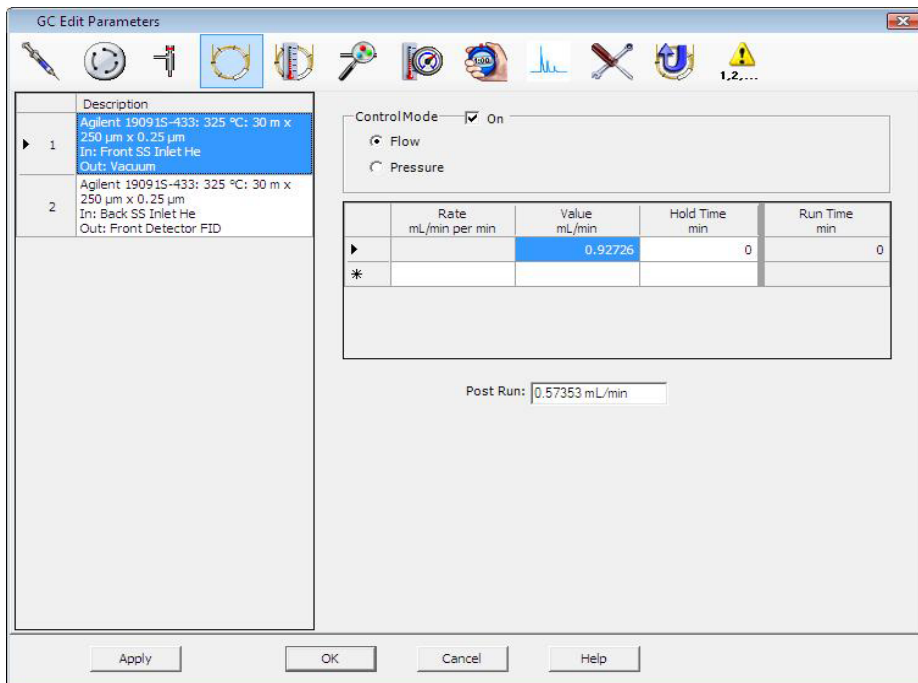 GC Edit Parameters
1:00
1,2,...
Description
1
Agilent 19091S-433: 325 °C: 30 m x
250 µm x 0.25 µm
In: Front SS Inlet He
Out: Vacuum
2
Agilent 19091S-433: 325 °C: 30 m x
250 µm x 0.25 µm
In: Back SS Inlet He
Out: Front Detector FID
Control Mode On
Flow
Pressure
Rate Value Hold Time Run Time
mL/min per min mL/min min min
0.92726 0 0
Post Run: 0.57353 mL/min
Apply OK Cancel Help